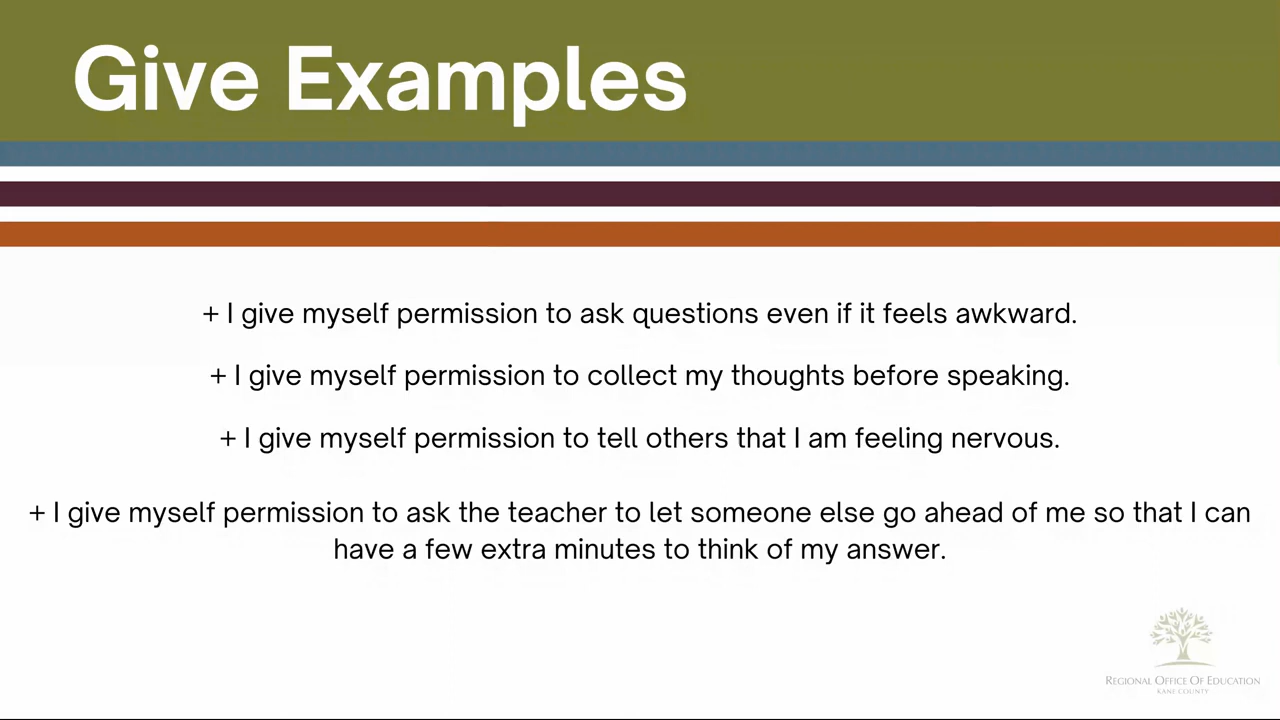 Give Examples
+ I give myself permission to ask questions even if it feels awkward.
+ I give myself permission to collect my thoughts before speaking.
+ I give myself permission to tell others that I am feeling nervous.
+ I give myself permission to ask the teacher to let someone else go ahead of me so that I can
have a few extra minutes to think of my answer.
REGIONAL OFFICE OF EDUCATION
KANE COUNTY